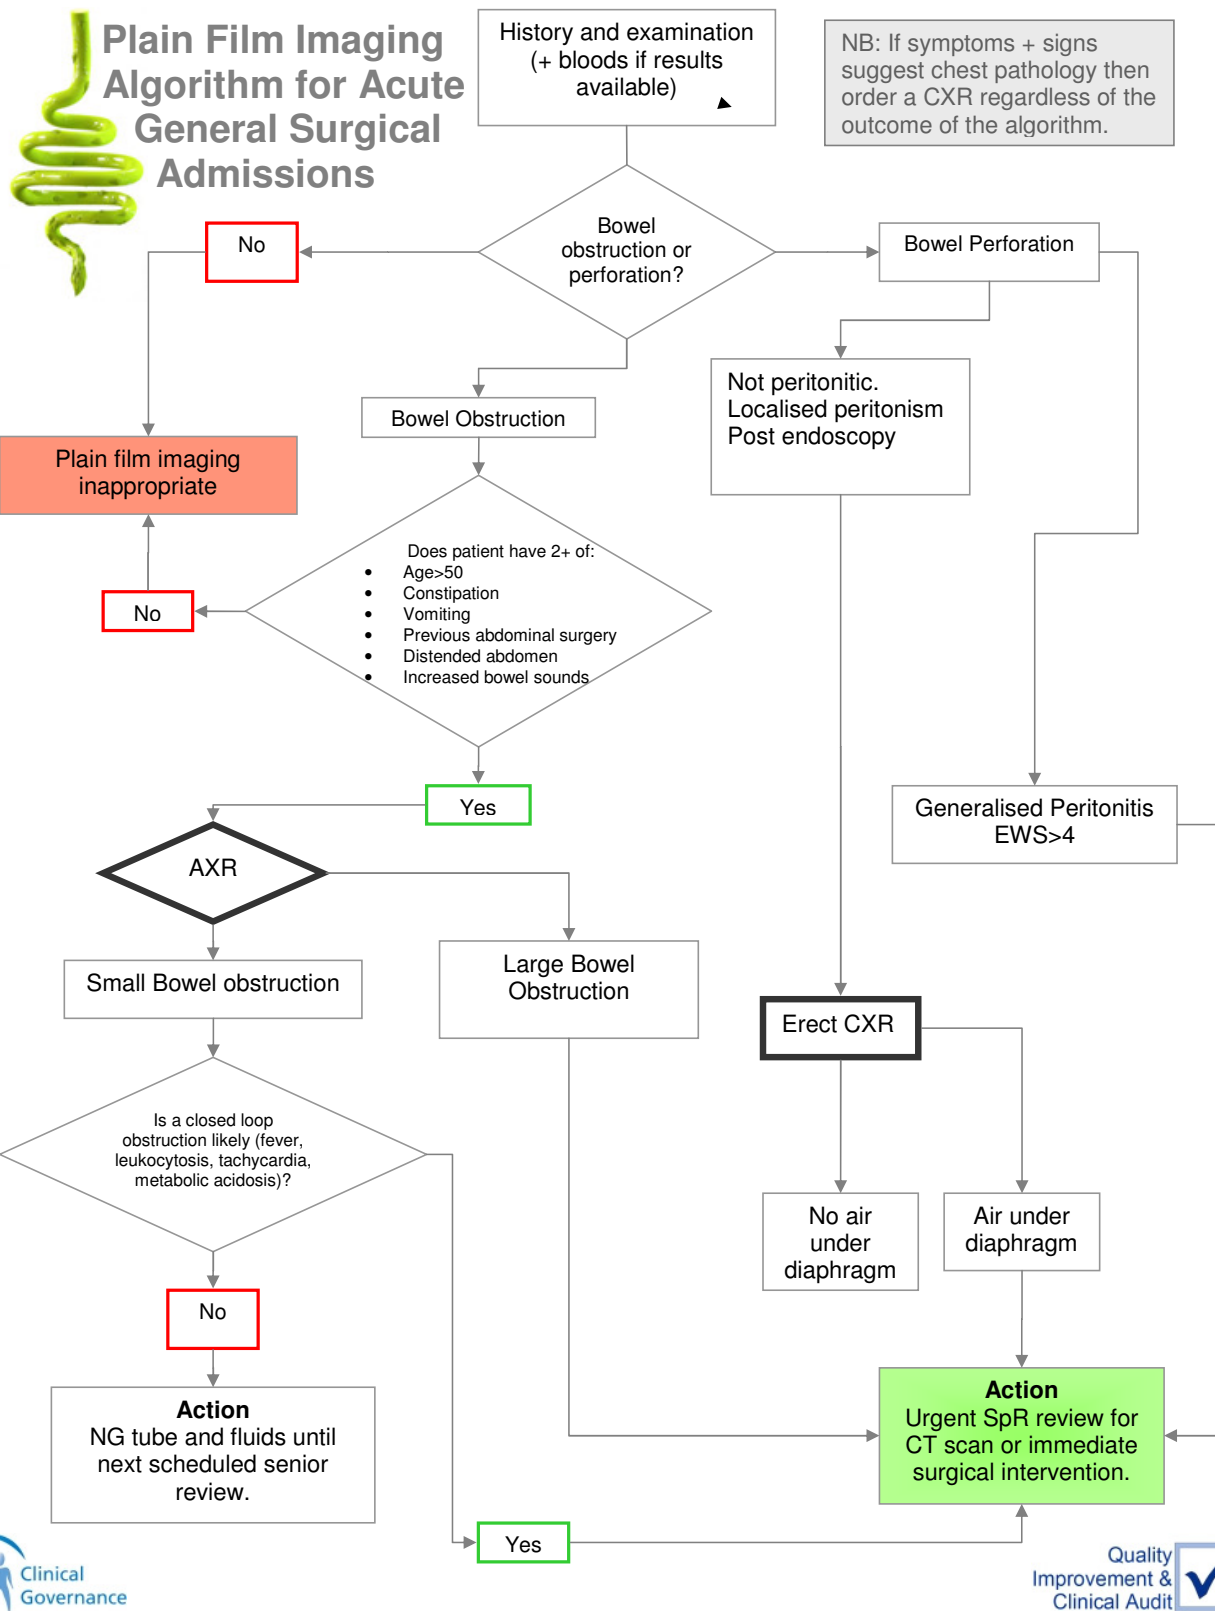 Plain Film Imaging
Algorithm for Acute
General Surgical
Admissions
History and examination
(+ bloods if results
available)
NB: If symptoms + signs
suggest chest pathology then
order a CXR regardless of the
outcome of the algorithm.
Bowel
obstruction or
perforation?
No
Bowel Perforation
Not peritonitic.
Localised peritonism
Post endoscopy
Bowel Obstruction
Plain film imaging
inappropriate
Does patient have 2+ of:
• Age>50
• Constipation
• Vomiting
• Previous abdominal surgery
• Distended abdomen
• Increased bowel sounds
No
Yes
Generalised Peritonitis
EWS>4
AXR
Small Bowel obstruction
Large Bowel
Obstruction
Erect CXR
Is a closed loop
obstruction likely (fever,
leukocytosis, tachycardia,
metabolic acidosis)?
No air
under
diaphragm
Air under
diaphragm
No
Action
NG tube and fluids until
next scheduled senior
review.
Action
Urgent SpR review for
CT scan or immediate
surgical intervention.
Yes
Clinical
Governance
Quality
Improvement &
Clinical Audit